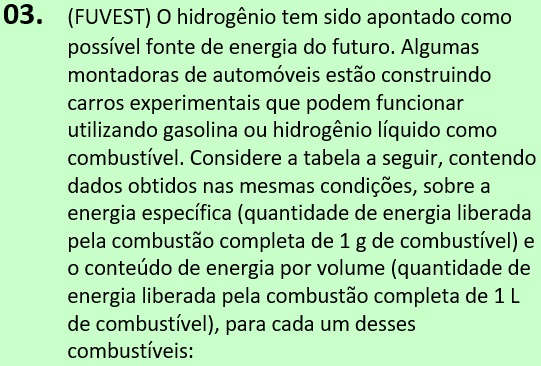 03. (FUVEST) O hidrogênio tem sido apontado como
possível fonte de energia do futuro. Algumas
montadoras de automóveis estão construindo
carros experimentais que podem funcionar
utilizando gasolina ou hidrogênio líquido como
combustível. Considere a tabela a seguir, contendo
dados obtidos nas mesmas condições, sobre a
energia específica (quantidade de energia liberada
pela combustão completa de 1 g de combustível) e
o conteúdo de energia por volume (quantidade de
energia liberada pela combustão completa de 1 L
de combustível), para cada um desses
combustíveis: